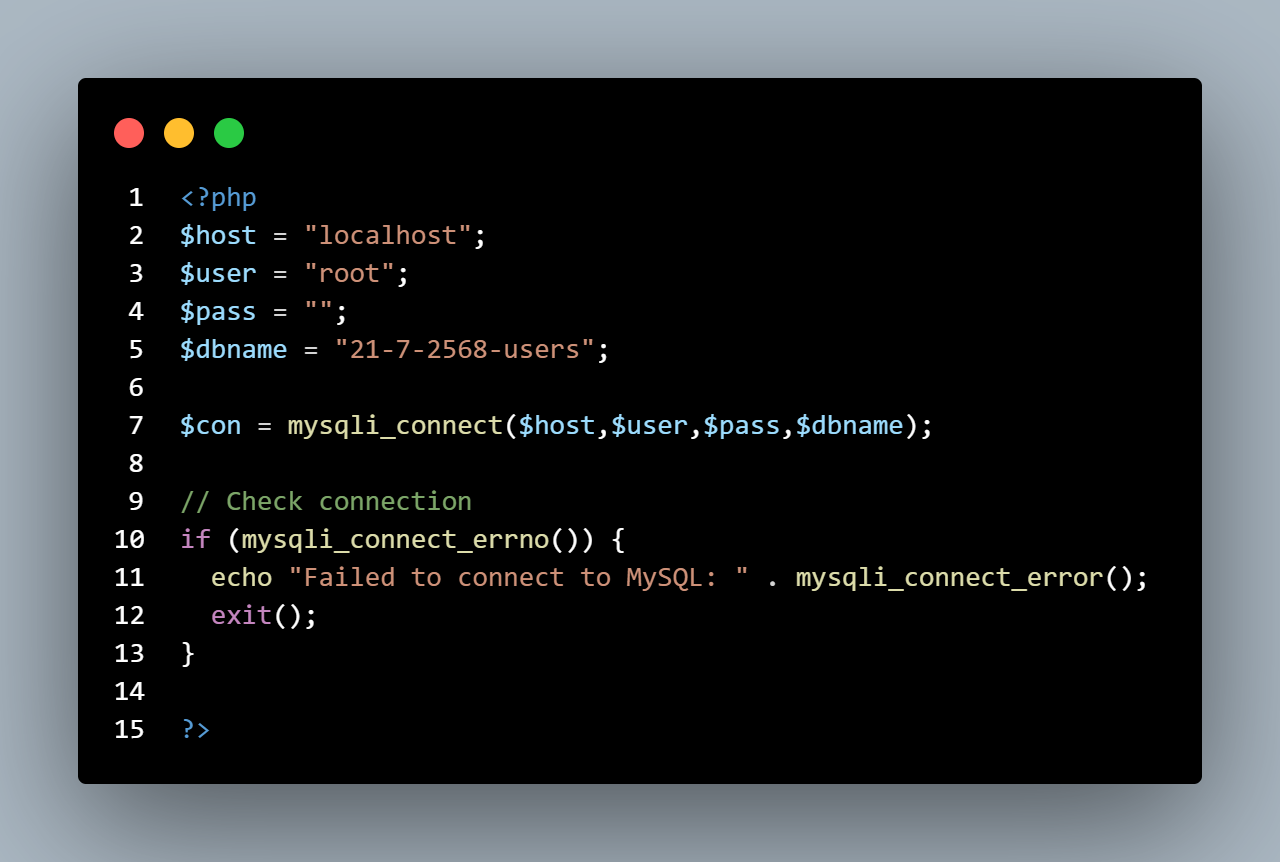 1 <?php
2 $host = "localhost";
3 $user = "root";
4 $pass = "";
5 $dbname = "21-7-2568-users";
6
7 $con = mysqli_connect($host,$user,$pass,$dbname);
8
9 // Check connection
10 if (mysqli_connect_errno()) {
11   echo "Failed to connect to MySQL: " . mysqli_connect_error();
12   exit();
13 }
14
15 ?>